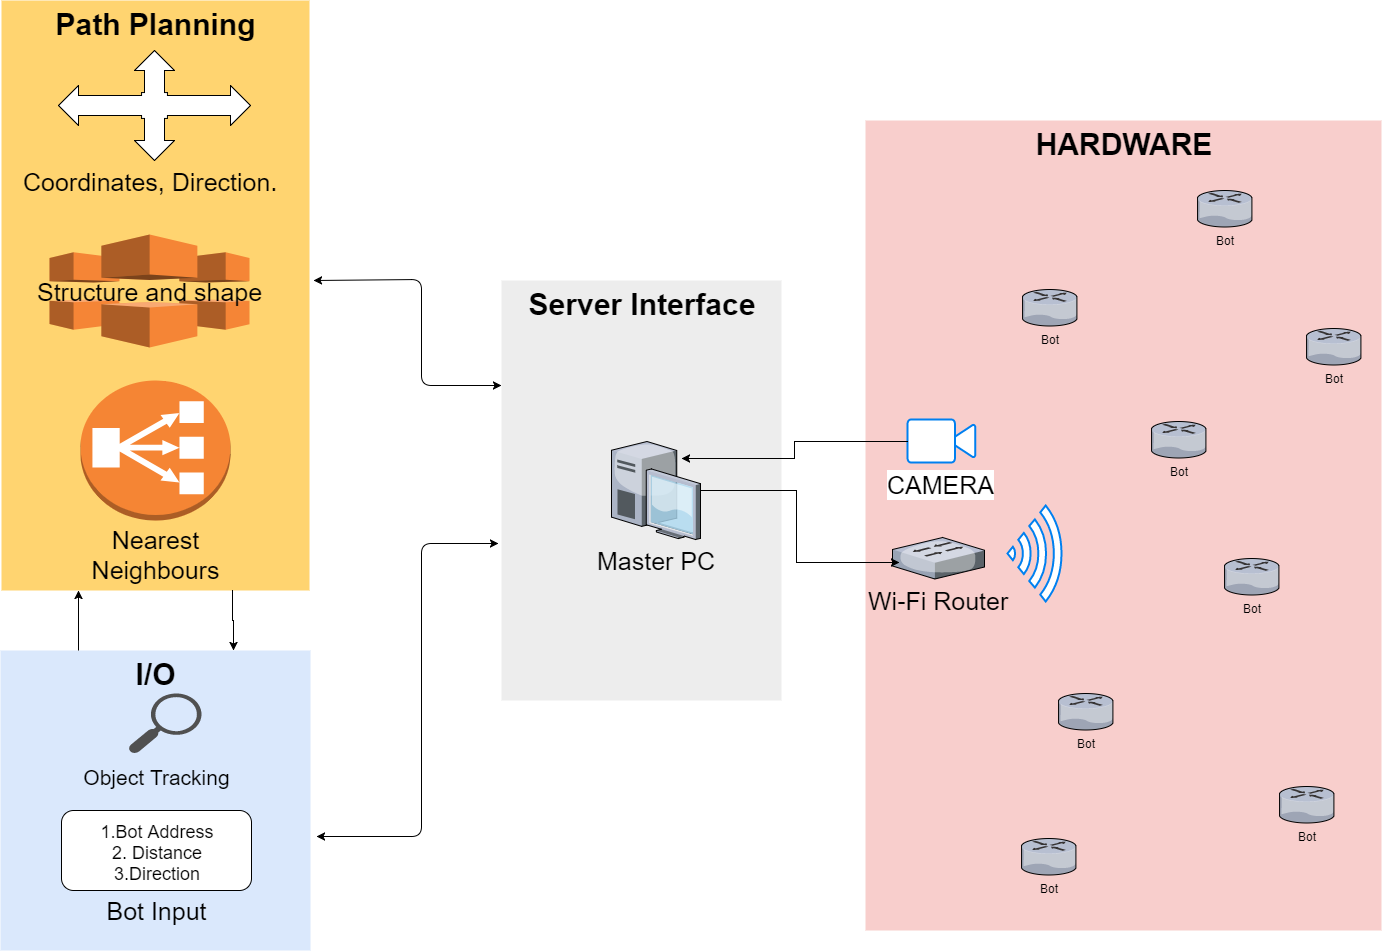 Path Planning
Coordinates, Direction.
Structure and shape
Nearest
Neighbours
I/O
Object Tracking
1.Bot Address
2. Distance
3.Direction
Bot Input
Server Interface
Master PC
HARDWARE
CAMERA
Wi-Fi Router
Bot
Bot
Bot
Bot
Bot
Bot
Bot
Bot